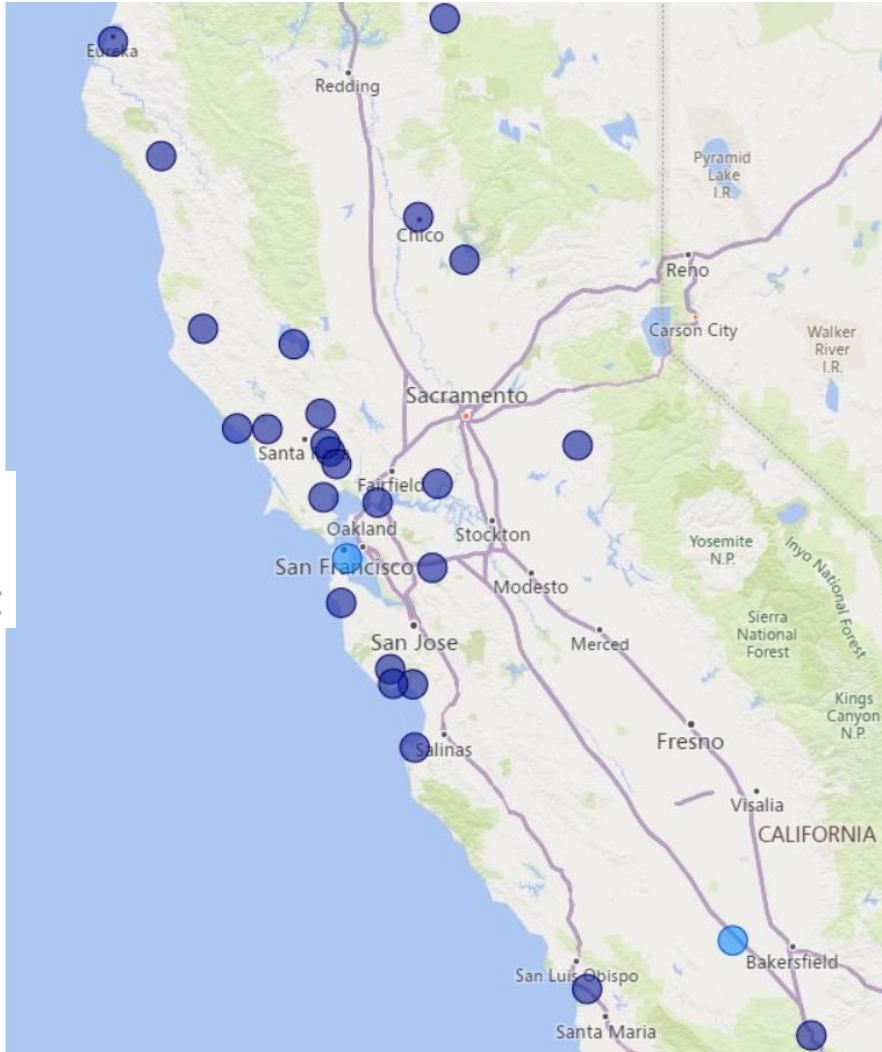 Eureka
Redding
Pyramid
Lake
I.R.
Chico
Reno
Carson City
Walker
River
I.R.
Sacramento
Santa
Fairfield
Oakland
Stockton
San Francisco
Yosemite
N.P.
Inyo National Forest
Modesto
Sierra
National
Forest
San Jose
Merced
Kings
Canyon
N.P.
Salinas
Fresno
Visalia
CALIFORNIA
San Luis Obispo
Bakersfield
Santa Maria